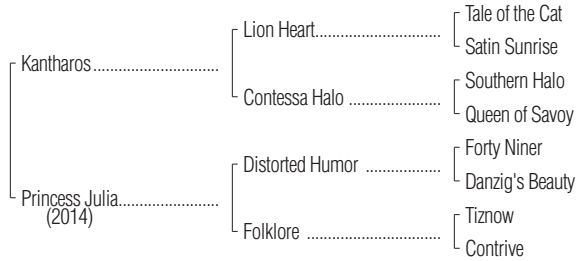 Tale of the Cat
Lion Heart
Satin Sunrise
Kantharos
Southern Halo
Contessa Halo
Queen of Savoy
Forty Niner
Distorted Humor
Danzig's Beauty
Princess Julia
(2014)
Tiznow
Folklore
Contrive